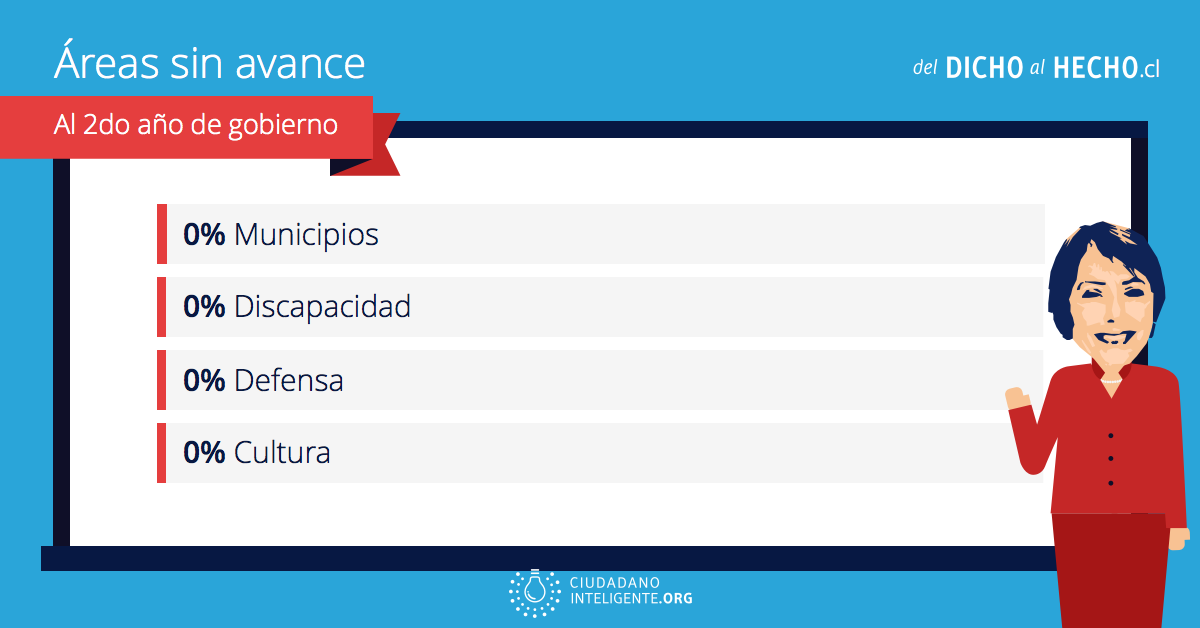 Áreas sin avance
del DICHO al HECHO.cl
Al 2do año de gobierno
0% Municipios
0% Discapacidad
0% Defensa
0% Cultura
CIUDADANO
INTELIGENTE.ORG